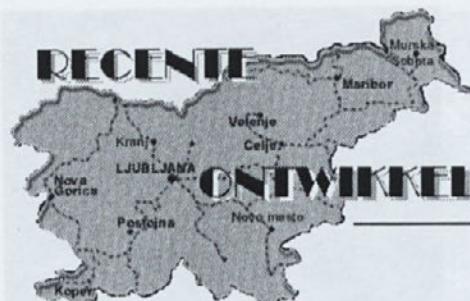 RECENTE
Murska
Sobota
Maribor
Velenje
Kranj
Celje
LJUBLJANA
ONTWIKKEL
Nova
Gorica
Postojna
Novo mesto
Koper